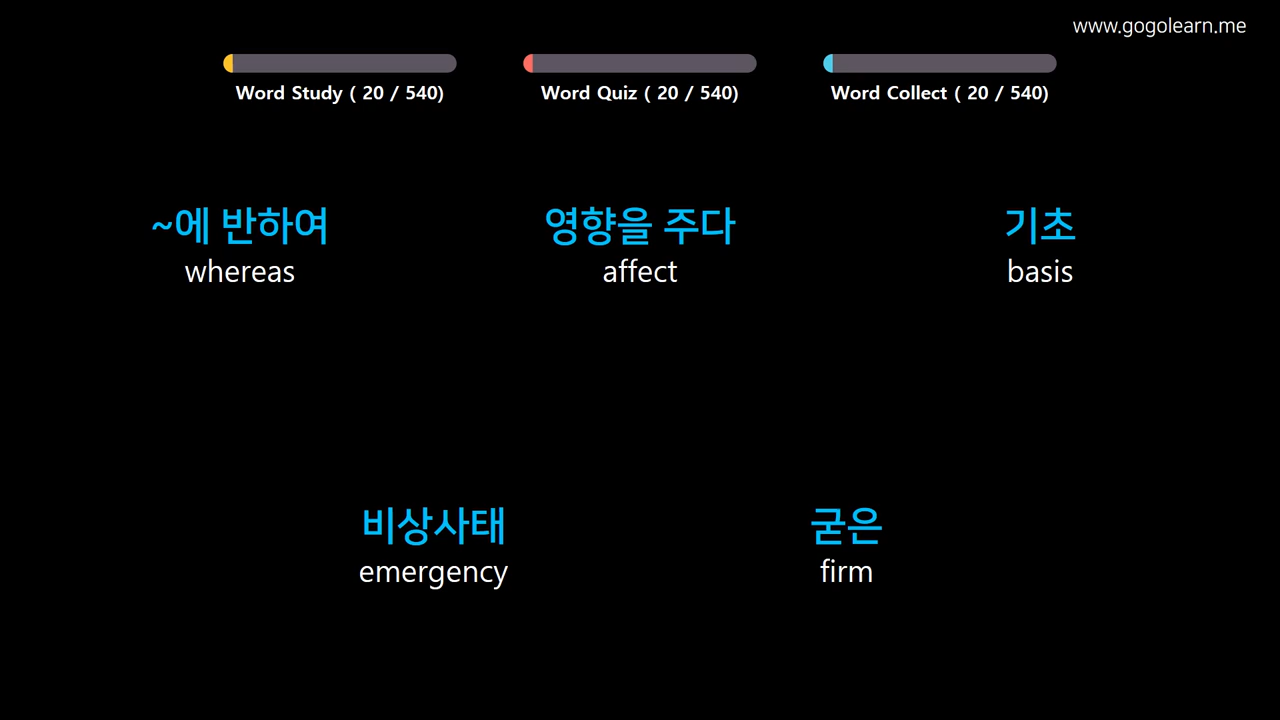 www.gogolearn.me
Word Study ( 20 / 540)
Word Quiz ( 20 / 540)
Word Collect ( 20 / 540)
~에 반하여
whereas
영향을 주다
affect
기초
basis
비상사태
emergency
굳은
firm